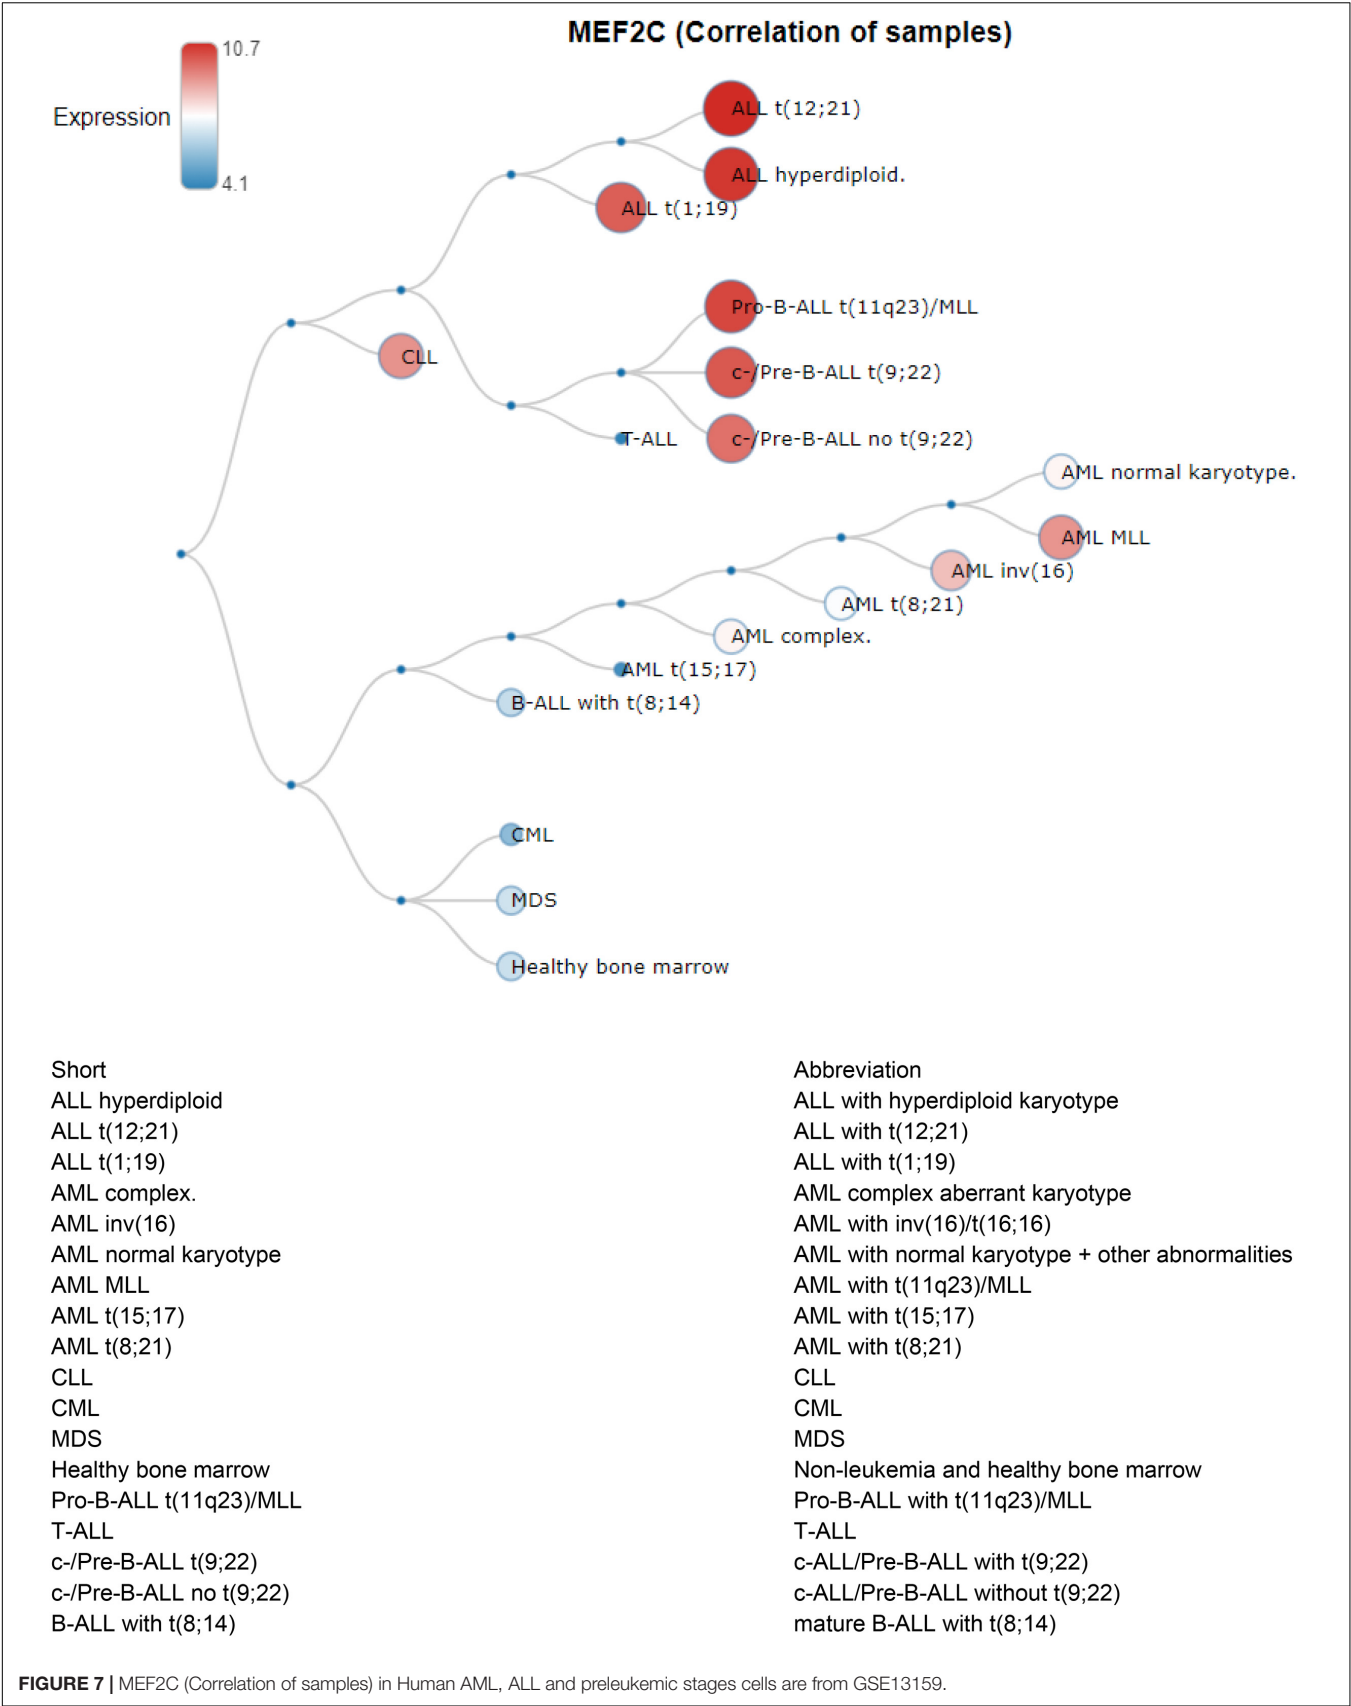 MEF2C (Correlation of samples)
10.7
Expression
4.1
ALL t(12;21)
ALL hyperdiploid.
ALL t(1;19)
Pro-B-ALL t(11q23)/MLL
CLL
c-/Pre-B-ALL t(9;22)
T-ALL
c-/Pre-B-ALL no t(9;22)
AML normal karyotype.
AML MLL
AML inv(16)
AML t(8;21)
AML complex.
AML t(15;17)
B-ALL with t(8;14)
CML
MDS
Healthy bone marrow
Short Abbreviation
ALL hyperdiploid ALL with hyperdiploid karyotype
ALL t(12;21) ALL with t(12;21)
ALL t(1;19) ALL with t(1;19)
AML complex. AML complex aberrant karyotype
AML inv(16) AML with inv(16)/t(16;16)
AML normal karyotype AML with normal karyotype + other abnormalities
AML MLL AML with t(11q23)/MLL
AML t(15;17) AML with t(15;17)
AML t(8;21) AML with t(8;21)
CLL CLL
CML CML
MDS MDS
Healthy bone marrow Non-leukemia and healthy bone marrow
Pro-B-ALL t(11q23)/MLL Pro-B-ALL with t(11q23)/MLL
T-ALL T-ALL
c-/Pre-B-ALL t(9;22) c-ALL/Pre-B-ALL with t(9;22)
c-/Pre-B-ALL no t(9;22) c-ALL/Pre-B-ALL without t(9;22)
B-ALL with t(8;14) mature B-ALL with t(8;14)
FIGURE 7 | MEF2C (Correlation of samples) in Human AML, ALL and preleukemic stages cells are from GSE13159.